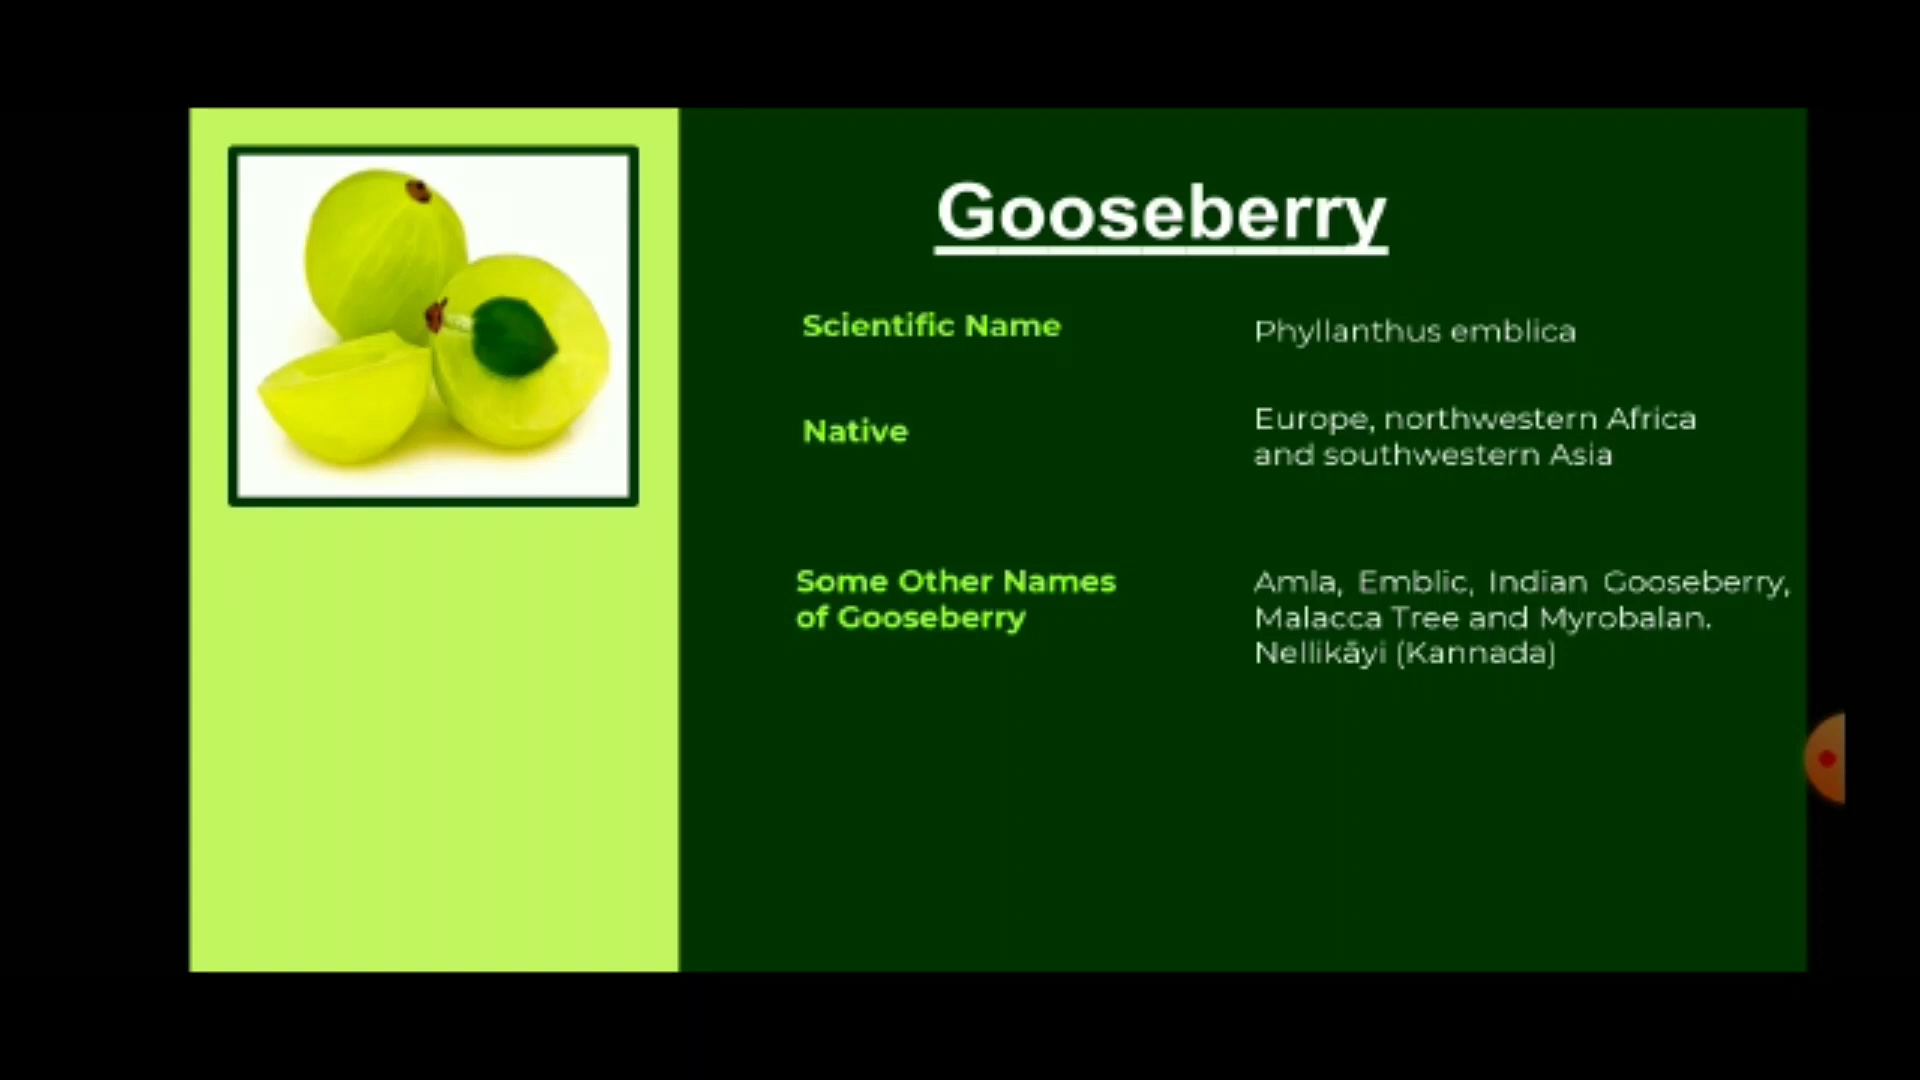 Gooseberry
Scientific Name
Phyllanthus emblica
Native
Europe, northwestern Africa
and southwestern Asia
Some Other Names
of Gooseberry
Amla, Emblic, Indian Gooseberry,
Malacca Tree and Myrobalan.
Nellikāyi (Kannada)